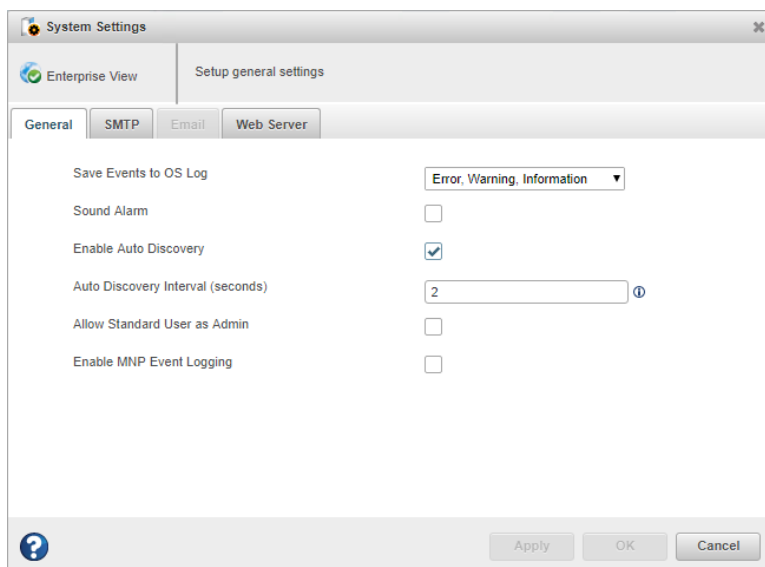 System Settings
Enterprise View
Setup general settings
General SMTP Email Web Server
Save Events to OS Log Error, Warning, Information
Sound Alarm
Enable Auto Discovery
Auto Discovery Interval (seconds) 2
Allow Standard User as Admin
Enable MNP Event Logging
Apply OK Cancel